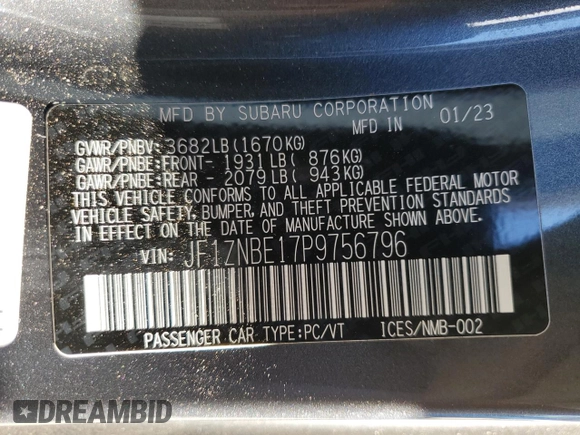 MFD BY SUBARU CORPORATION
MFD IN 01/23
GVWR/PNBV: 3682LB(1670KG)
GAWR/PNBE:FRONT- 1931LB( 876KG)
GAWR/PNBE:REAR - 2079LB( 943KG)
THIS VEHICLE CONFORMS TO ALL APPLICABLE FEDERAL MOTOR
VEHICLE SAFETY, BUMPER, AND THEFT PREVENTION STANDARDS
IN EFFECT ON THE DATE OF MANUFACTURE SHOWN ABOVE.
VIN: JF1ZNBE17P9756796
PASSENGER CAR TYPE:PC/VT ICES/NMB-002
DREAMBID